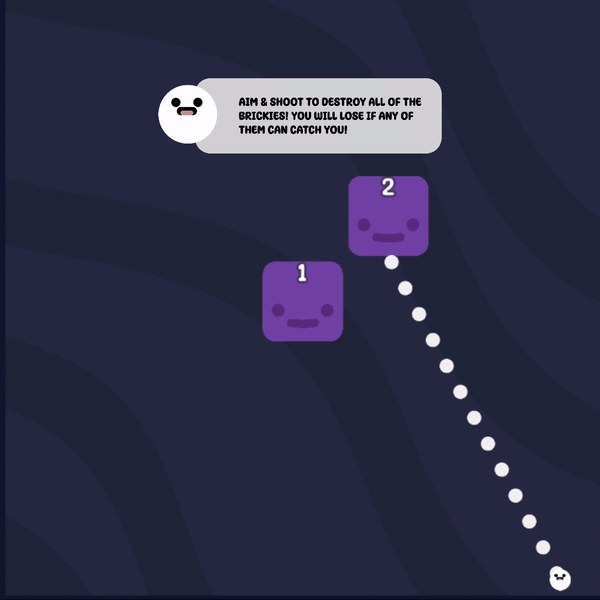 AIM & SHOOT TO DESTROY ALL OF THE
BRICKIES! YOU WILL LOSE IF ANY OF
THEM CAN CATCH YOU!
2
1